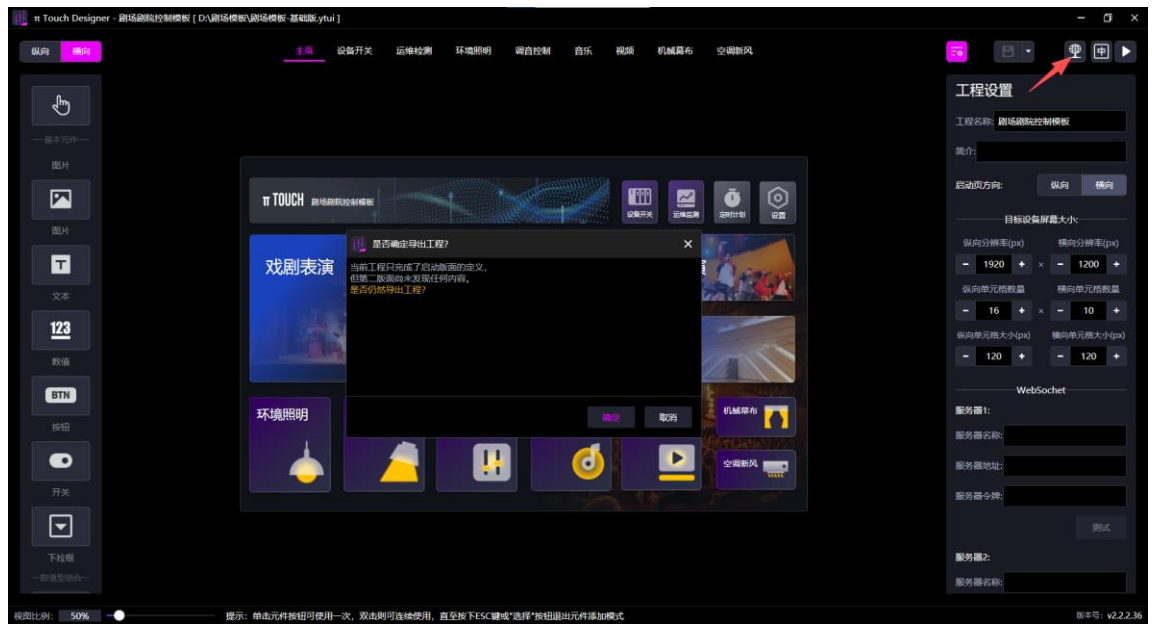 π Touch Designer - 剧场剧院控制模板 [ D:\剧场模板\剧场模板-基础版.ytui ]
纵向 横向
主页 设备开关 运维检测 环境照明 调音控制 音乐 视频 机械幕布 空调新风
中
基本元件
图片
图片
T
文本
123
数值
BTN
按钮
开关
下拉框
数据型组件
π TOUCH 剧场剧院控制模板
设备开关 运维监测 定时计划 设置
戏剧表演
环境照明
机械幕布
空调新风
是否确定导出工程?
当前工程只完成了启动版面的定义,
但第二版面尚未发现任何内容。
是否仍然导出工程?
确定 取消
工程设置
工程名称: 剧场剧院控制模板
简介:
启动页方向: 纵向 横向
目标设备屏幕大小:
纵向分辨率(px) 横向分辨率(px)
- 1920 + × - 1200 +
纵向单元格数量 横向单元格数量
- 16 + × - 10 +
纵向单元格大小(px) 横向单元格大小(px)
- 120 + - 120 +
WebSochet
服务器1:
服务器名称:
服务器地址:
服务器令牌:
测试
服务器2:
服务器名称:
视图比例: 50% 提示: 单击元件按钮可使用一次, 双击则可连续使用, 直至按下ESC键或"选择"按钮退出元件添加模式 版本号: v2.2.2.36